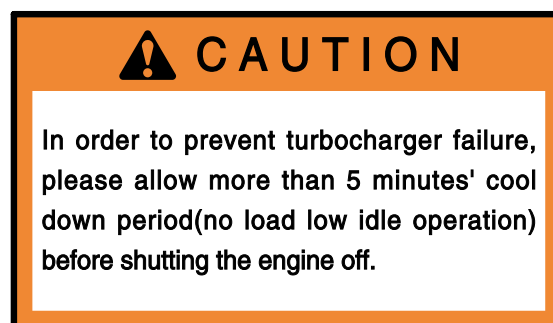 CAUTION
In order to prevent turbocharger failure,
please allow more than 5 minutes' cool
down period(no load low idle operation)
before shutting the engine off.